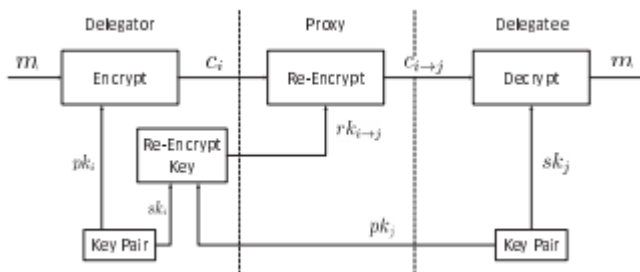 Delegator
Proxy
Delegatee
m
Encrypt
c_i
Re-Encrypt
c_{i→j}
Decrypt
m
Re-Encrypt
Key
rk_{i→j}
pk_i
sk_i
sk_j
pk_j
Key Pair
Key Pair